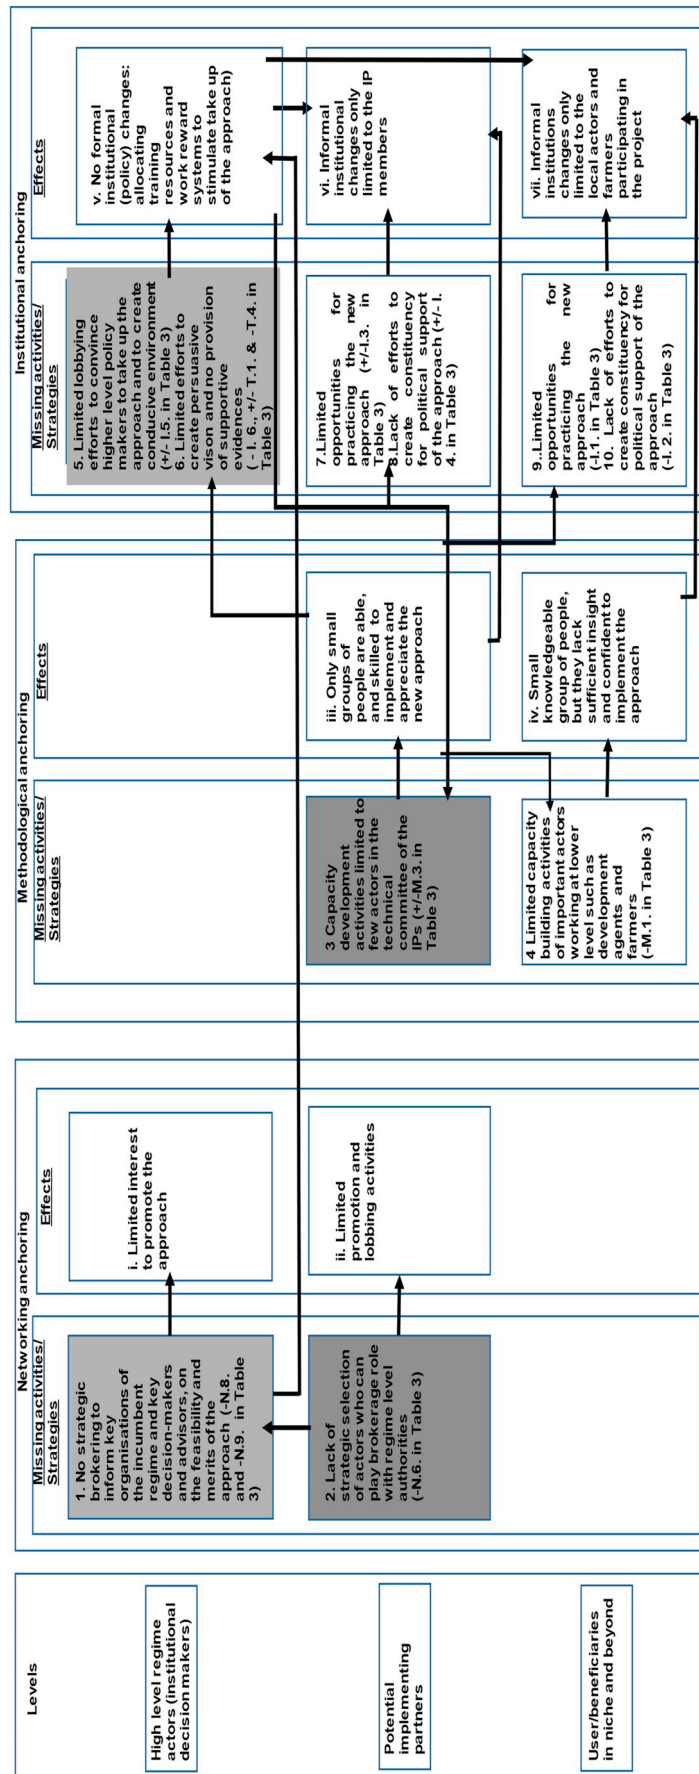 Levels
High level regime
actors (institutional
decision makers)
Potential
implementing
partners
User/beneficiaries
in niche and beyond
Networking anchoring
Missing activities/
Strategies
Effects
1. No strategic
brokering to
inform key
organisations of
the incumbent
regime and key
decision-makers
and advisors, on
the feasibility and
merits of the
approach (-N.8.
and -N.9. in Table
3)
i. Limited interest
to promote the
approach
2. Lack of
strategic selection
of actors who can
play brokerage role
with regime level
authorities
(-N.6. in Table 3)
ii. Limited
promotion and
lobbing activities
Methodological anchoring
Missing activities/
Strategies
Effects
3 Capacity
development
activities limited to
few actors in the
technical
committee of the
IPs (+/-M.3. in
Table 3)
iii. Only small
groups of
people are able,
and skilled to
implement and
appreciate the
new approach
4 Limited capacity
building activities
of important actors
working at lower
level such as
development
agents and
farmers
(-M.1. in Table 3)
iv. Small
knowledgeable
group of people,
but they lack
sufficient insight
and confident to
implement the
approach
Institutional anchoring
Missing activities/
Strategies
Effects
5. Limited lobbying
efforts to convince
higher level policy
makers to take up the
approach and to create
conducive environment
(+/-I.5. in Table 3)
6. Limited efforts to
create persuasive
vison and no provision
of supportive
evidences
( - I. 6., +/- T.1. & -T.4. in
Table 3)
v. No formal
institutional
(policy) changes:
allocating
training
resources and
work reward
systems to
stimulate take up
of the approach)
7.Limited
opportunities for
practicing the new
approach (+/-I.3. in
Table 3)
8.Lack of efforts to
create constituency
for political support
of the approach (+/- I.
4. in Table 3)
vi. Informal
institutional
changes only
limited to the IP
members
9..Limited
opportunities for
practicing the new
approach
(-I.1. in Table 3)
10. Lack of efforts to
create constituency for
political support of the
approach
(-I. 2. in Table 3)
vii. Informal
institutions
changes only
limited to the
local actors and
farmers
participating in
the project